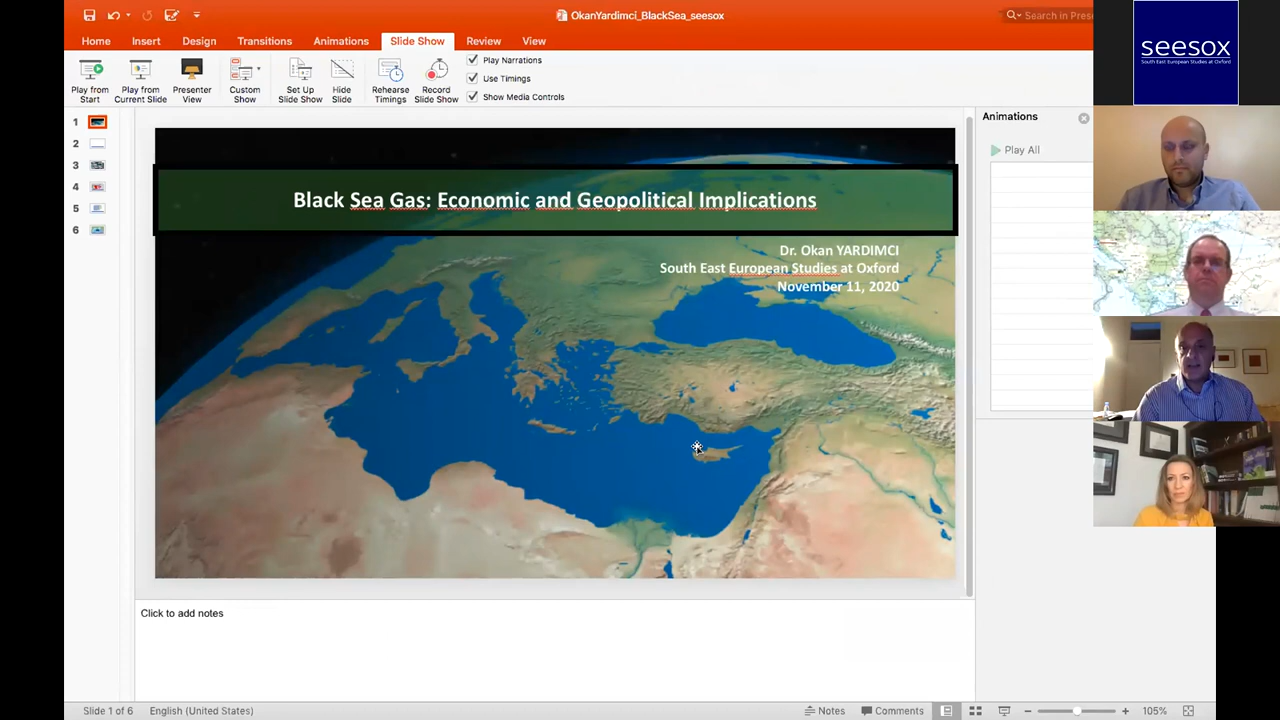 OkanYardimci_BlackSea_seesox
Search in Prese
Home Insert Design Transitions Animations Slide Show Review View
Play from Start
Play from Current Slide
Presenter View
Custom Show
Set Up Slide Show
Hide Slide
Rehearse Timings
Record Slide Show
Play Narrations
Use Timings
Show Media Controls
seesox
South East European Studies at Oxford
1
2
3
4
5
6
Black Sea Gas: Economic and Geopolitical Implications
Dr. Okan YARDIMCI
South East European Studies at Oxford
November 11, 2020
Animations
Play All
Click to add notes
Slide 1 of 6 English (United States) Notes Comments 105%